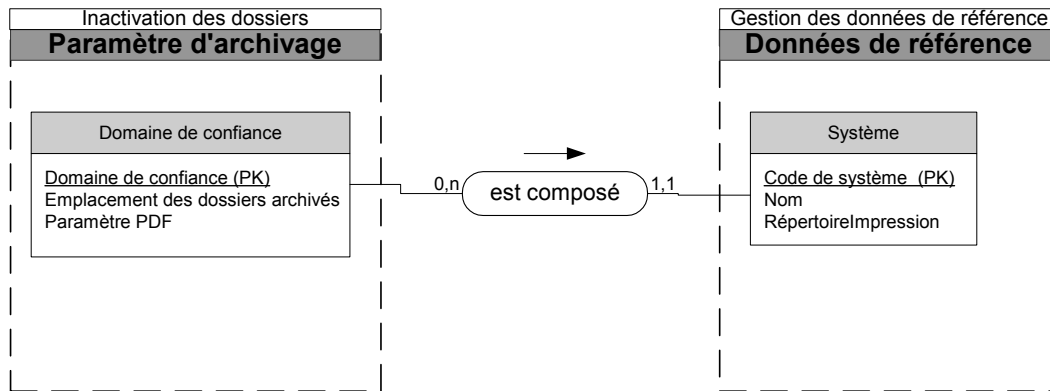 Inactivation des dossiers
Paramètre d'archivage
Domaine de confiance
Domaine de confiance (PK)
Emplacement des dossiers archivés
Paramètre PDF
0,n
est composé
1,1
Gestion des données de référence
Données de référence
Système
Code de système (PK)
Nom
RépertoireImpression